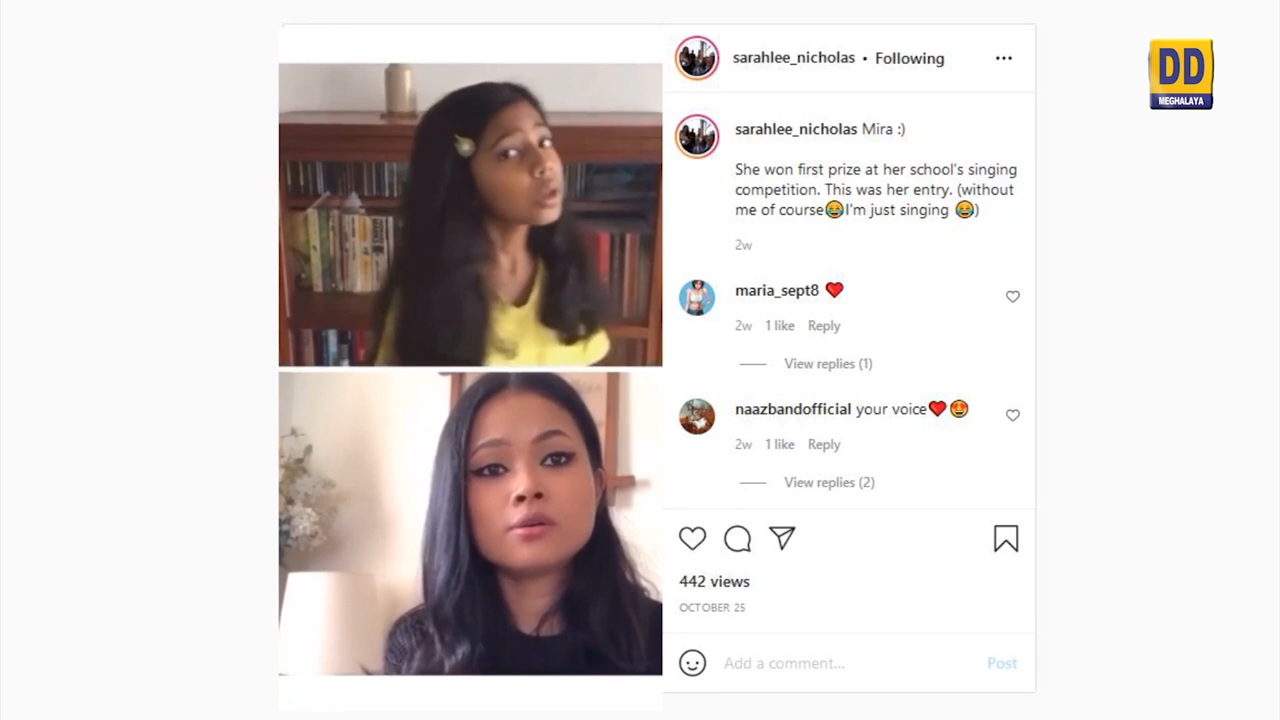 sarahlee_nicholas • Following
DD
MEGHALAYA
sarahlee_nicholas Mira :)
She won first prize at her school's singing
competition. This was her entry. (without
me of course😂I'm just singing 😂)
2w
maria_sept8 ❤️
2w 1 like Reply
View replies (1)
naazbandofficial your voice❤️😍
2w 1 like Reply
View replies (2)
442 views
OCTOBER 25
Add a comment... Post